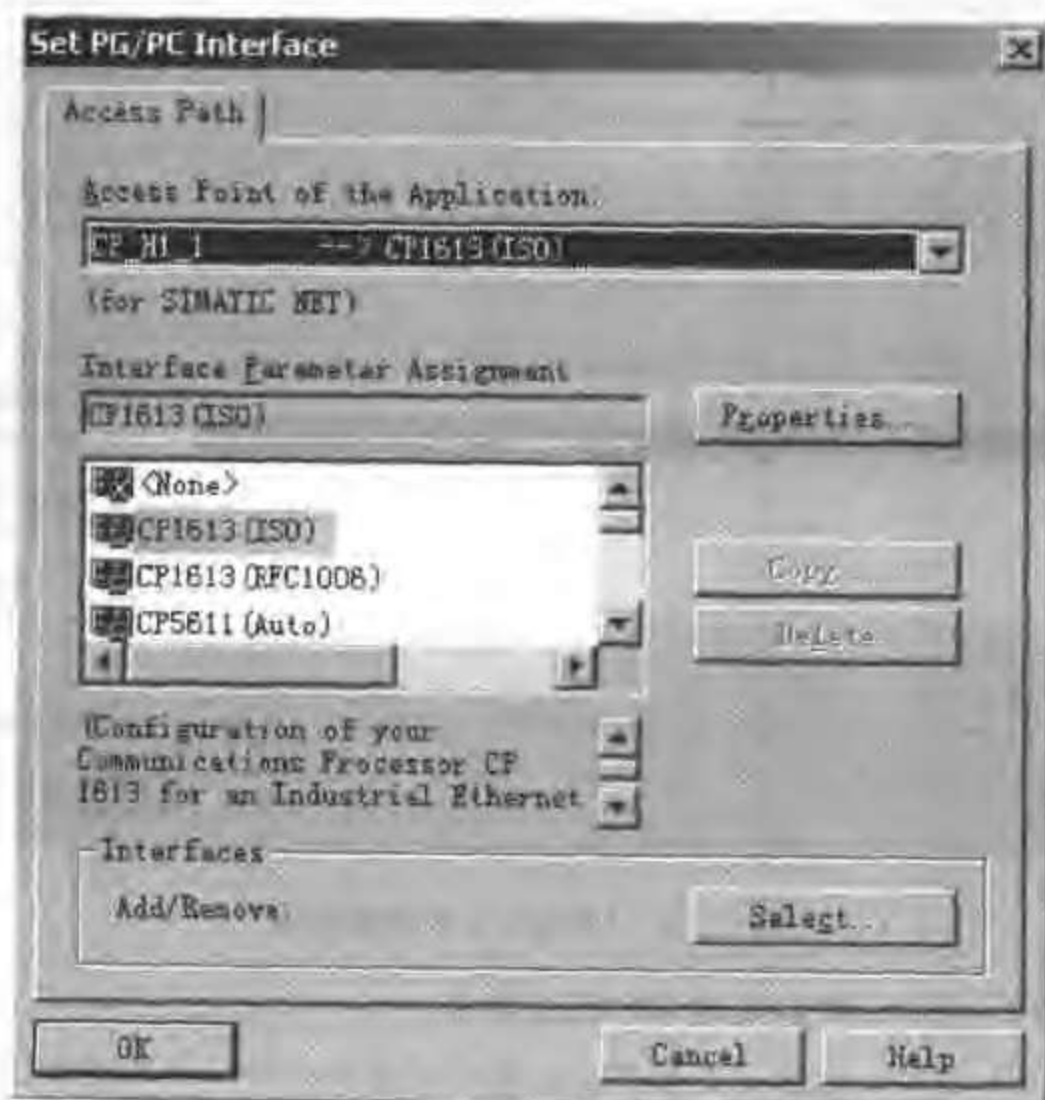 Set PG/PC Interface
Access Path
Access Point of the Application:
CP_H1_1 --> CP1613(ISO)
(for SIMATIC NET)
Interface Parameter Assignment
CP1613(ISO)
Properties...
<None>
CP1613(ISO)
CP1613(RFC1006)
CP5611(Auto)
Copy...
Delete
(Configuration of your
Communications Processor CP
1613 for an Industrial Ethernet
Interfaces
Add/Remove:
Select...
OK
Cancel
Help